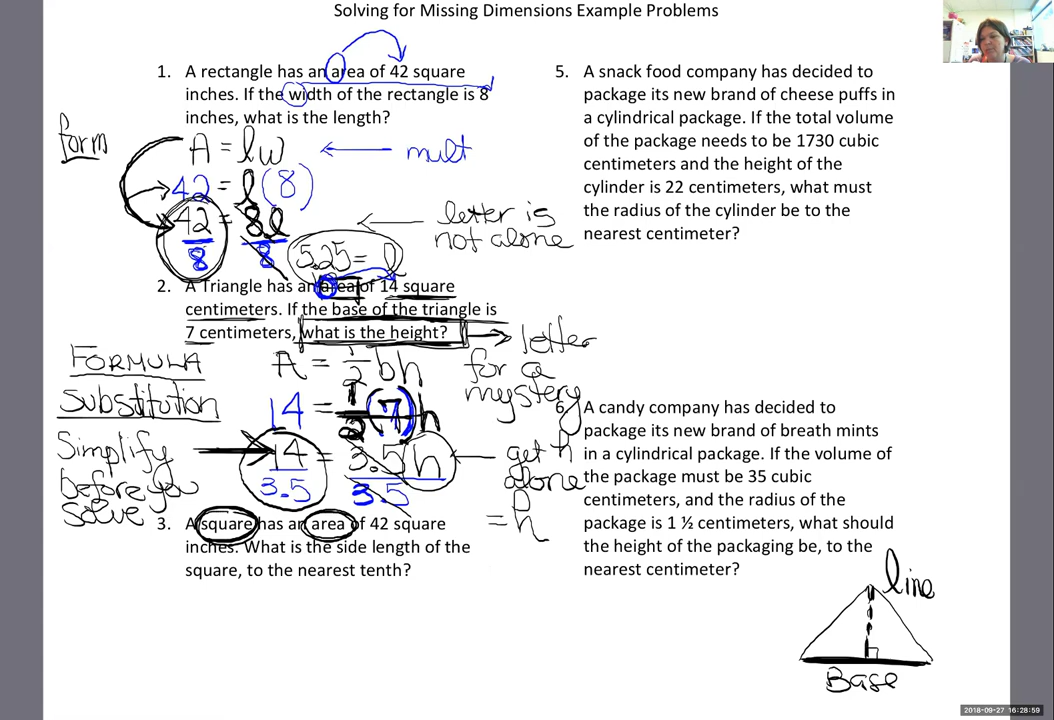 Solving for Missing Dimensions Example Problems
1. A rectangle has an area of 42 square
inches. If the width of the rectangle is 8
inches, what is the length?
form
A = lw
mult
42 = l(8)
42 = 8l
8 8
letter is
not alone
5.25 = l
2. A Triangle has an area of 14 square
centimeters. If the base of the triangle is
7 centimeters, what is the height?
letter
for a
mystery
FORMULA
A = 1/2 bh
Substitution
14 = 1/2 (7)h
Simplify
before you
solve
14 = 3.5h
3.5 3.5
get h
alone
= h
3. A square has an area of 42 square
inches. What is the side length of the
square, to the nearest tenth?
5. A snack food company has decided to
package its new brand of cheese puffs in
a cylindrical package. If the total volume
of the package needs to be 1730 cubic
centimeters and the height of the
cylinder is 22 centimeters, what must
the radius of the cylinder be to the
nearest centimeter?
6. A candy company has decided to
package its new brand of breath mints
in a cylindrical package. If the volume of
the package must be 35 cubic
centimeters, and the radius of the
package is 1 ½ centimeters, what should
the height of the packaging be, to the
nearest centimeter?
line
Base
2018-09-27 16:28:59